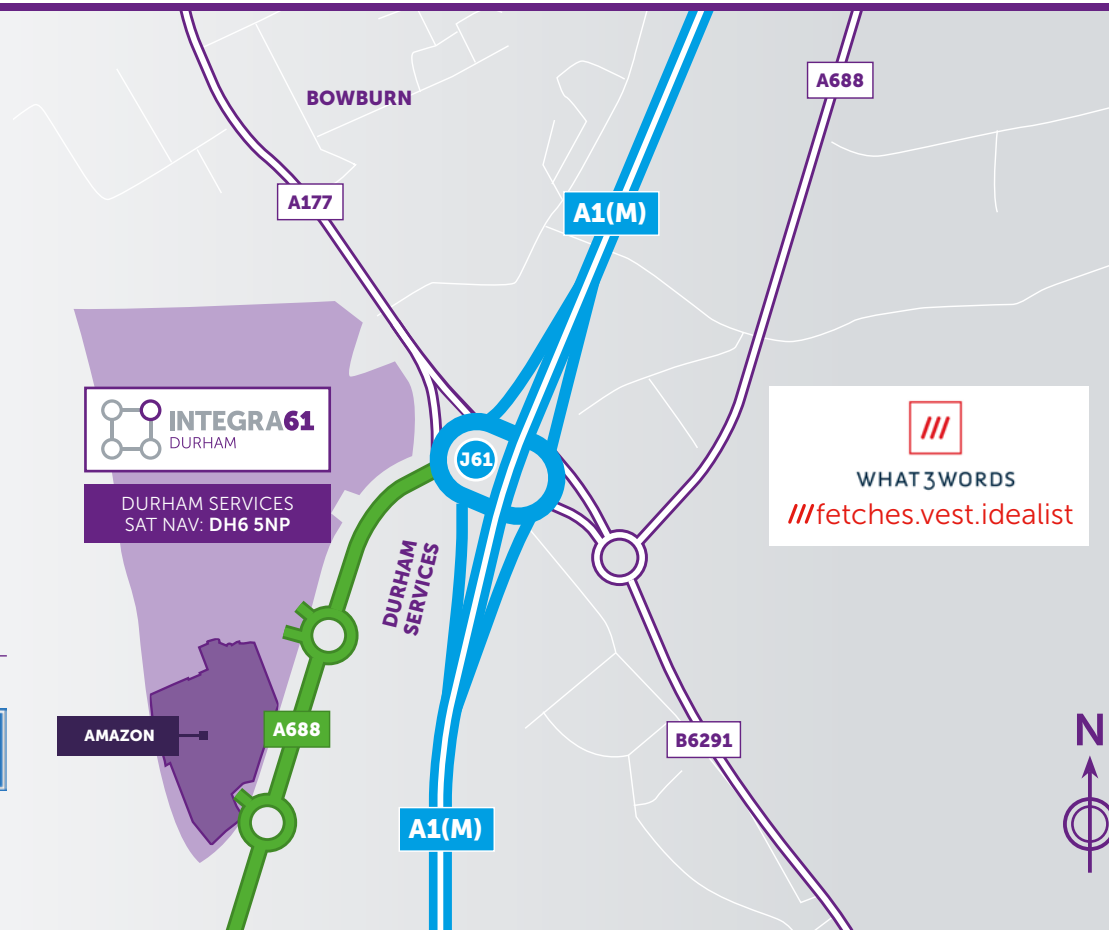 A688
BOWBURN
A177
A1(M)
INTEGRA61
DURHAM
DURHAM SERVICES
SAT NAV: DH6 5NP
J61
WHAT3WORDS
///fetches.vest.idealist
DURHAM
SERVICES
AMAZON
A688
B6291
N
A1(M)